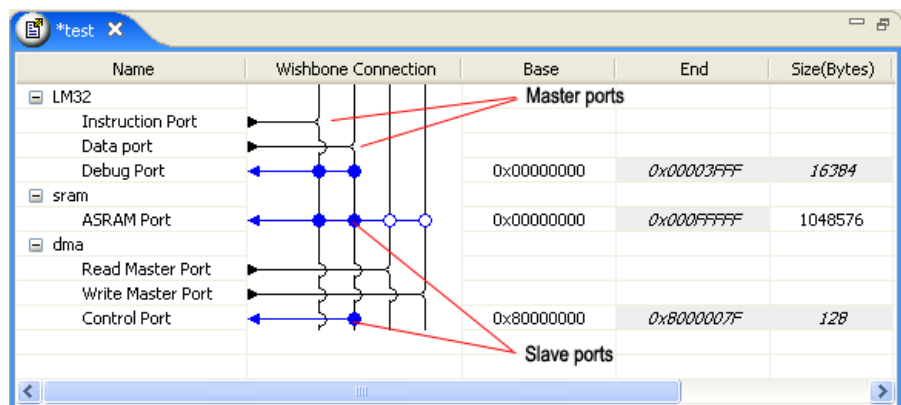 *test
Name Wishbone Connection Base End Size(Bytes)
LM32 Master ports
Instruction Port
Data port
Debug Port 0x00000000 0x00003FFF 16384
sram
ASRAM Port 0x00000000 0x000FFFFF 1048576
dma
Read Master Port
Write Master Port
Control Port 0x80000000 0x8000007F 128
Slave ports